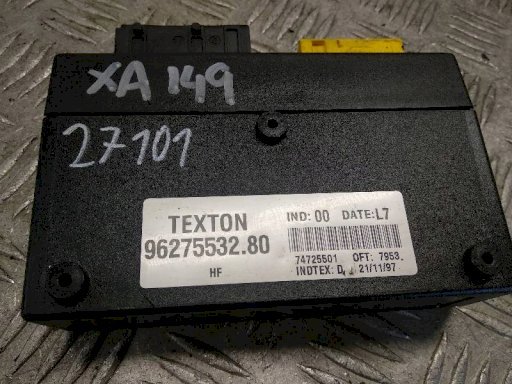 XA 149
27101
TEXTON IND: 00 DATE: L7
96275532.80
HF
74725501 OFT: 7953.
INDTEX: D, 21/11/97